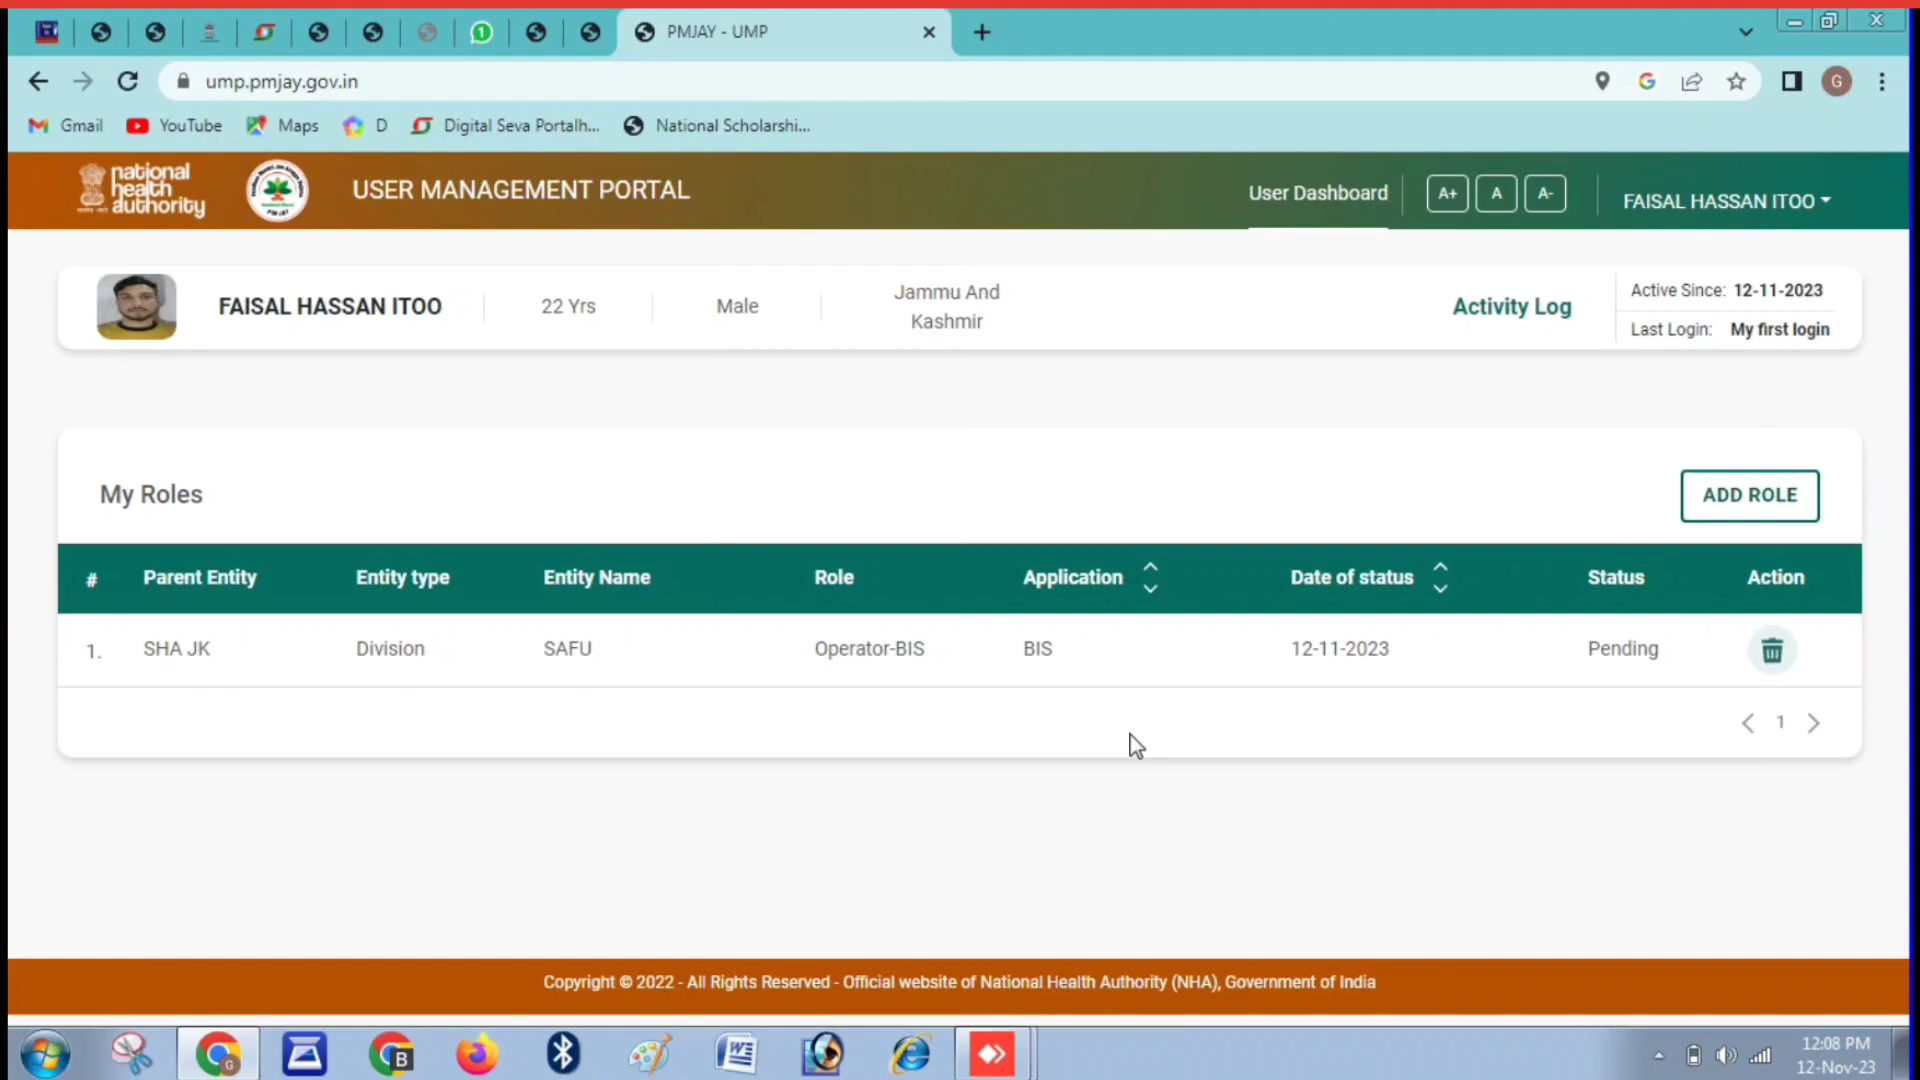 PMJAY - UMP
ump.pmjay.gov.in
G
Gmail
YouTube
Maps
D
Digital Seva Portalh...
National Scholarshi...
national
health
authority
USER MANAGEMENT PORTAL
User Dashboard
A+
A
A-
FAISAL HASSAN ITOO
FAISAL HASSAN ITOO
22 Yrs
Male
Jammu And
Kashmir
Activity Log
Active Since: 12-11-2023
Last Login: My first login
My Roles
ADD ROLE
# Parent Entity Entity type Entity Name Role Application Date of status Status Action
1. SHA JK Division SAFU Operator-BIS BIS 12-11-2023 Pending
1
Copyright © 2022 - All Rights Reserved - Official website of National Health Authority (NHA), Government of India
12:08 PM
12-Nov-23